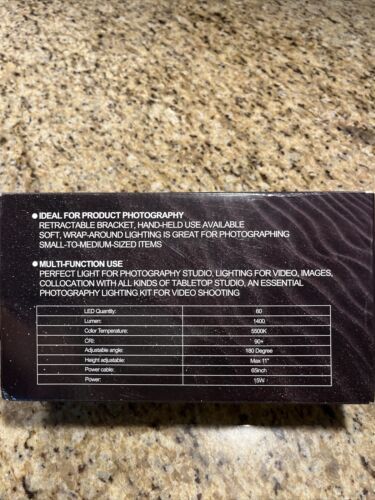 ● IDEAL FOR PRODUCT PHOTOGRAPHY
RETRACTABLE BRACKET, HAND-HELD USE AVAILABLE
SOFT, WRAP-AROUND LIGHTING IS GREAT FOR PHOTOGRAPHING
SMALL-TO-MEDIUM-SIZED ITEMS
● MULTI-FUNCTION USE
PERFECT LIGHT FOR PHOTOGRAPHY STUDIO, LIGHTING FOR VIDEO, IMAGES,
COLLOCATION WITH ALL KINDS OF TABLETOP STUDIO, AN ESSENTIAL
PHOTOGRAPHY LIGHTING KIT FOR VIDEO SHOOTING
LED Quantity: 60
Lumen: 1400
Color Temperature: 5500K
CRI: 90+
Adjustable angle: 180 Degree
Height adjustable: Max 11"
Power cable: 65inch
Power: 15W